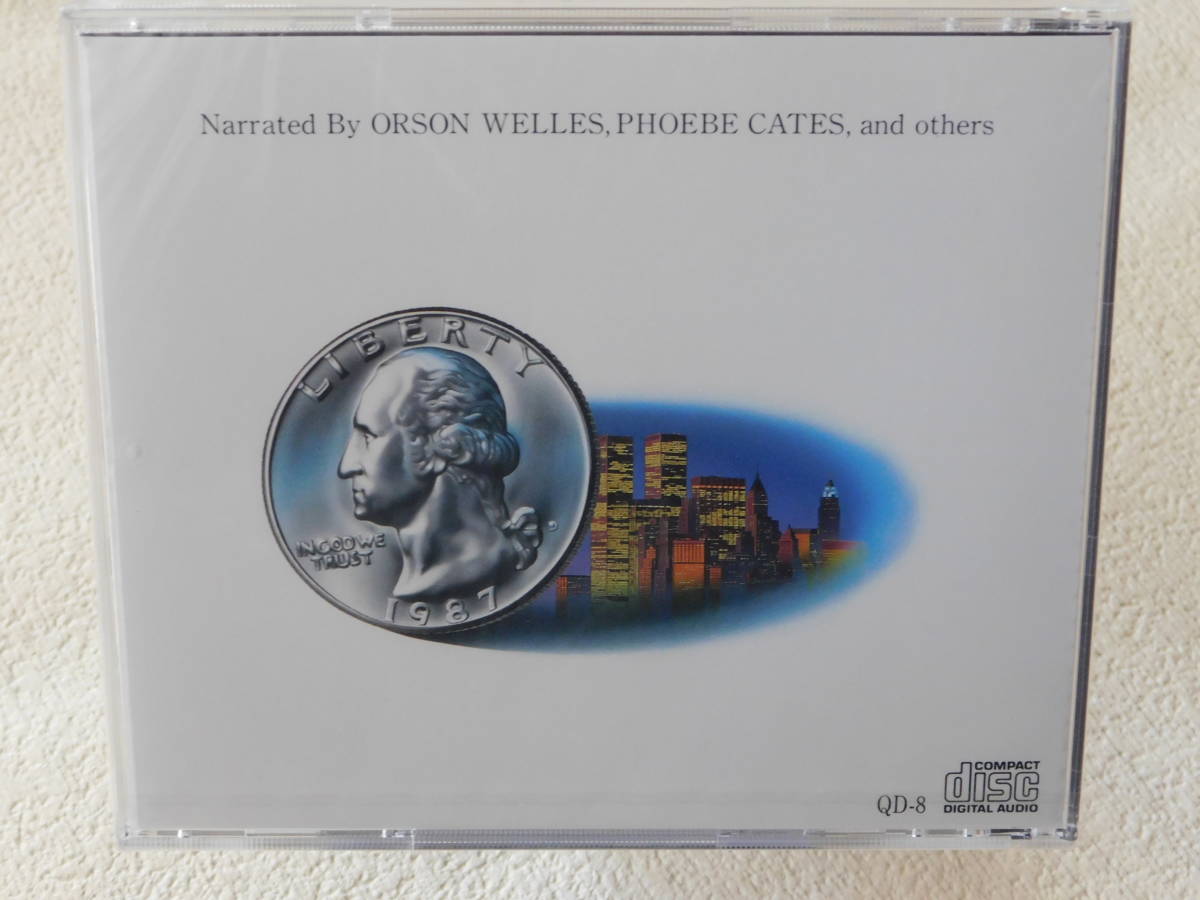 Narrated By ORSON WELLES, PHOEBE CATES, and others
LIBERTY
IN GOD WE
TRUST
1987
QD-8
COMPACT
disc
DIGITAL AUDIO